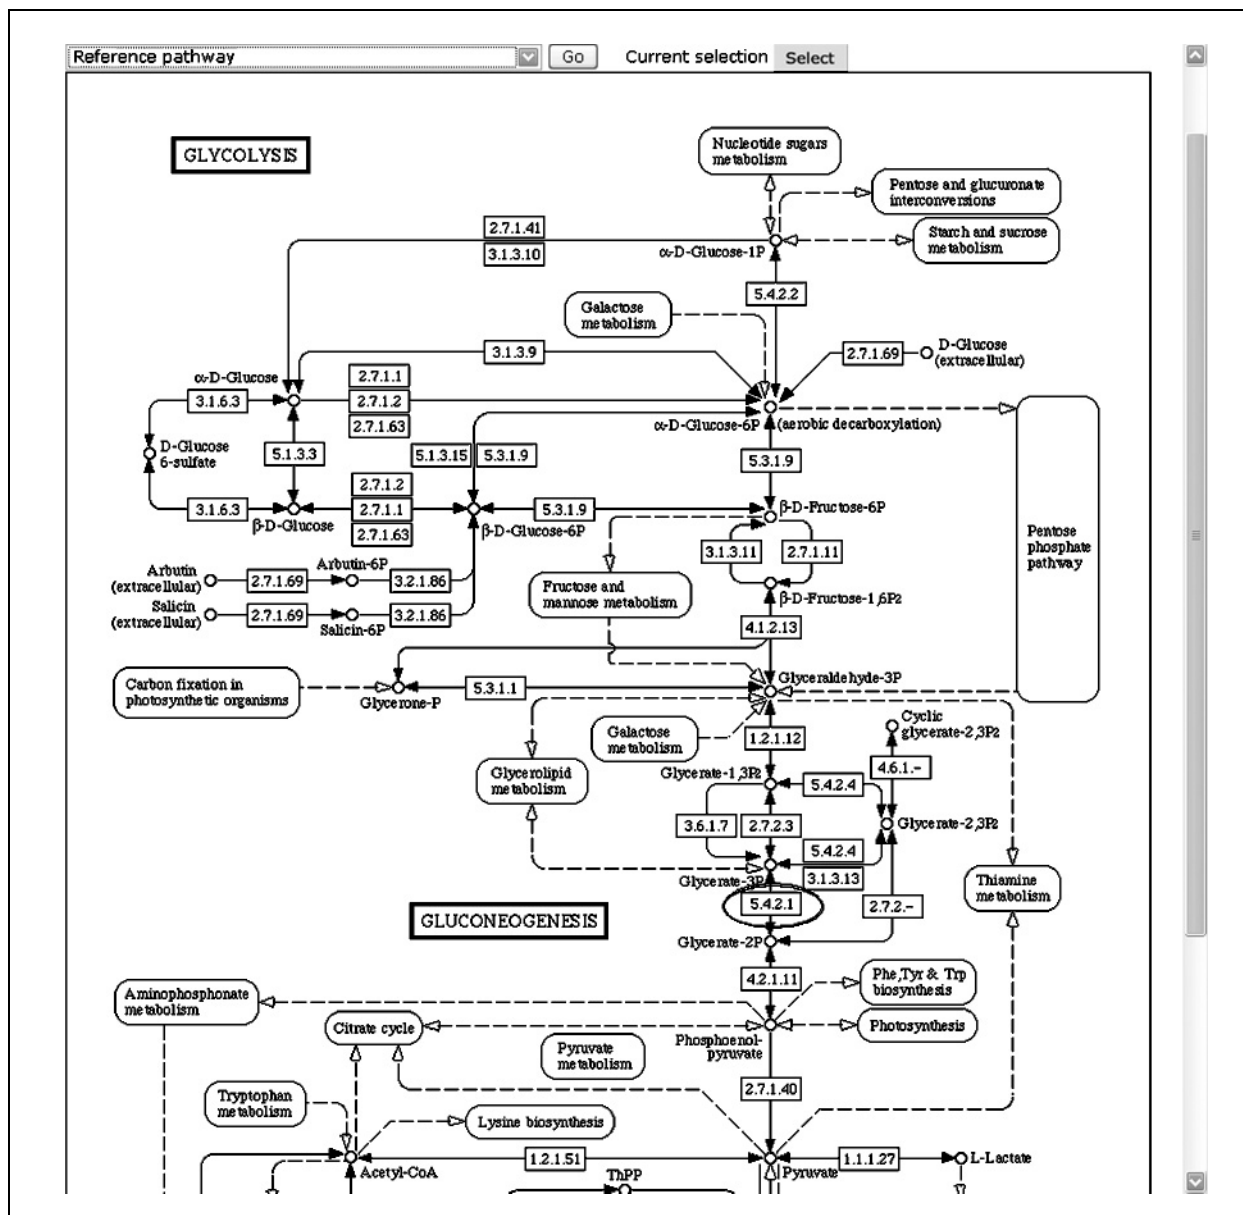 Reference pathway
Go
Current selection
Select
GLYCOLYSIS
Nucleotide sugars
metabolism
Pentose and glucuronate
interconversions
Starch and sucrose
metabolism
2.7.1.41
3.1.3.10
α-D-Glucose-1P
5.4.2.2
Galactose
metabolism
3.1.3.9
2.7.1.69
D-Glucose
(extracellular)
α-D-Glucose
2.7.1.1
3.1.6.3
2.7.1.2
2.7.1.63
α-D-Glucose-6P
(aerobic decarboxylation)
D-Glucose
6-sulfate
5.1.3.3
5.1.3.15
5.3.1.9
5.3.1.9
2.7.1.2
3.1.6.3
2.7.1.1
5.3.1.9
β-D-Fructose-6P
β-D-Glucose
2.7.1.63
β-D-Glucose-6P
3.1.3.11
2.7.1.11
Pentose
phosphate
pathway
Arbutin
(extracellular)
2.7.1.69
Arbutin-6P
3.2.1.86
Fructose and
mannose metabolism
β-D-Fructose-1,6P2
Salicin
(extracellular)
2.7.1.69
Salicin-6P
3.2.1.86
4.1.2.13
Carbon fixation in
photosynthetic organisms
Glycerone-P
5.3.1.1
Glyceraldehyde-3P
Galactose
metabolism
1.2.1.12
Cyclic
glycerate-2,3P2
Glycerolipid
metabolism
Glycerate-1,3P2
5.4.2.4
4.6.1.-
3.6.1.7
2.7.2.3
Glycerate-2,3P2
5.4.2.4
3.1.3.13
Glycerate-3P
Thiamine
metabolism
5.4.2.1
2.7.2.-
GLUCONEOGENESIS
Glycerate-2P
4.2.1.11
Phe,Tyr & Trp
biosynthesis
Aminophosphonate
metabolism
Citrate cycle
Photosynthesis
Pyruvate
metabolism
Phosphoenol-
pyruvate
2.7.1.40
Tryptophan
metabolism
Lysine biosynthesis
Acetyl-CoA
1.2.1.51
Pyruvate
1.1.1.27
L-Lactate
ThPP